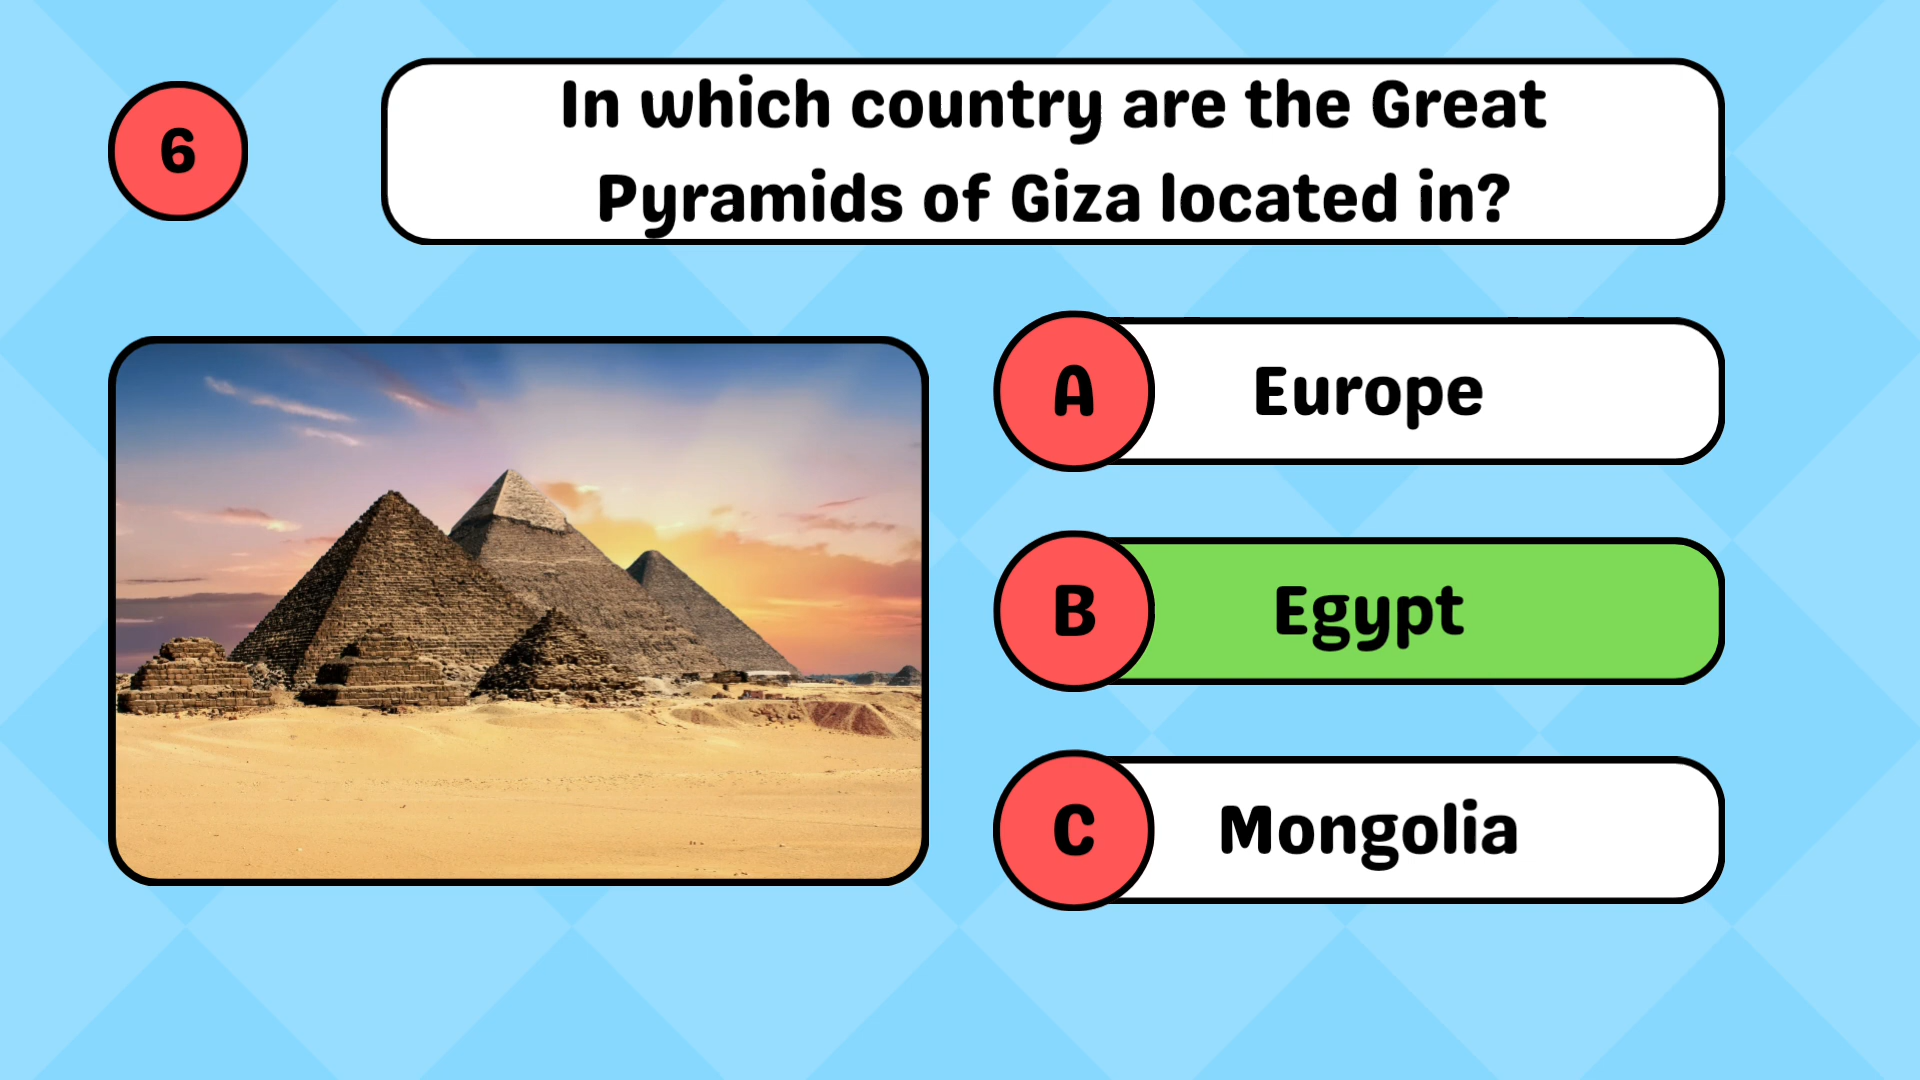 6
In which country are the Great
Pyramids of Giza located in?
A
Europe
B
Egypt
C
Mongolia